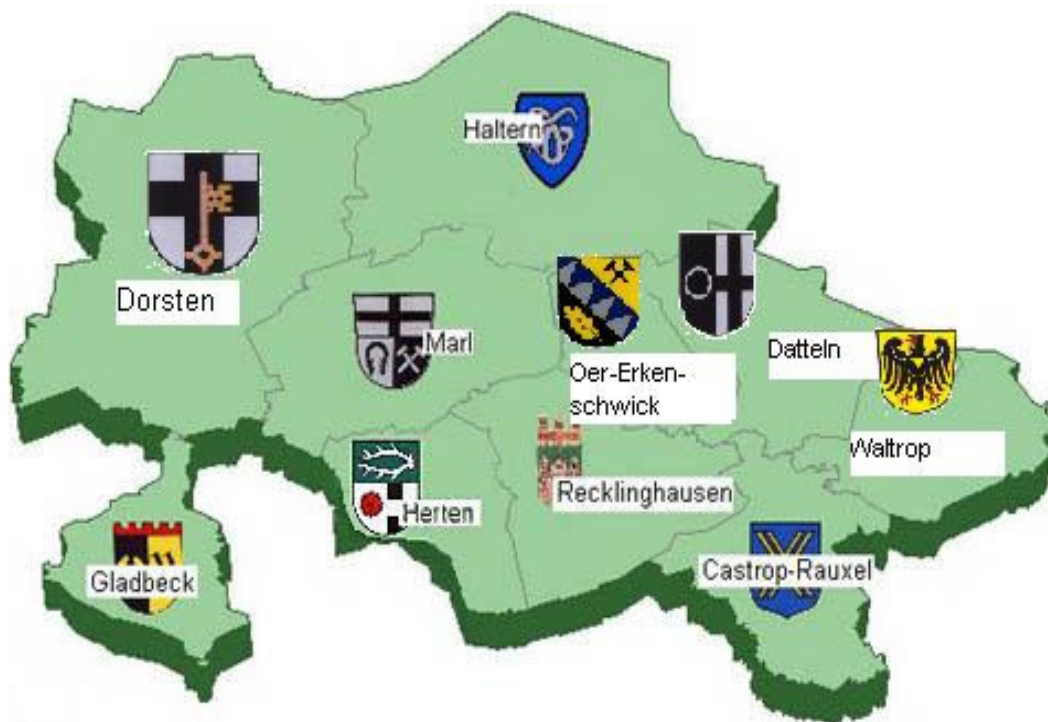 Haltern
Dorsten
Marl
Oer-Erken-
schwick
Datteln
Waltrop
Herten
Recklinghausen
Gladbeck
Castrop-Rauxel